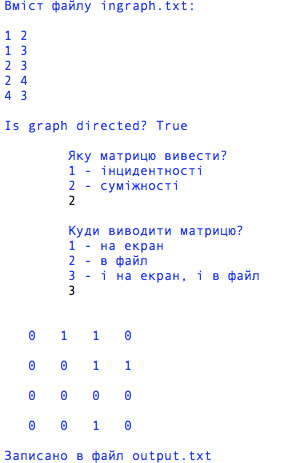 Вміст файлу ingraph.txt:
1 2
1 3
2 3
2 4
4 3
Is graph directed? True
Яку матрицю вивести?
1 - інцидентності
2 - суміжності
2
Куди виводити матрицю?
1 - на екран
2 - в файл
3 - і на екран, і в файл
3
0 1 1 0
0 0 1 1
0 0 0 0
0 0 1 0
Записано в файл output.txt